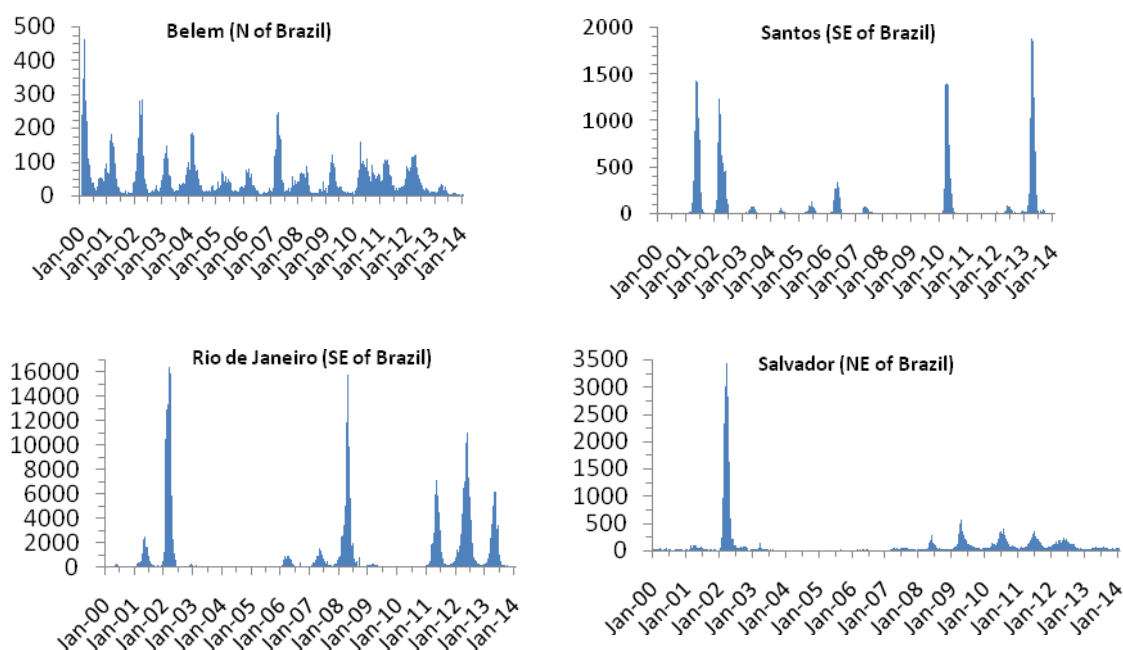 Belem (N of Brazil)
500
400
300
200
100
0
Jan-00
Jan-01
Jan-02
Jan-03
Jan-04
Jan-05
Jan-06
Jan-07
Jan-08
Jan-09
Jan-10
Jan-11
Jan-12
Jan-13
Jan-14
Santos (SE of Brazil)
2000
1500
1000
500
0
Jan-00
Jan-01
Jan-02
Jan-03
Jan-04
Jan-05
Jan-06
Jan-07
Jan-08
Jan-09
Jan-10
Jan-11
Jan-12
Jan-13
Jan-14
Rio de Janeiro (SE of Brazil)
16000
14000
12000
10000
8000
6000
4000
2000
0
Jan-00
Jan-01
Jan-02
Jan-03
Jan-04
Jan-05
Jan-06
Jan-07
Jan-08
Jan-09
Jan-10
Jan-11
Jan-12
Jan-13
Jan-14
Salvador (NE of Brazil)
3500
3000
2500
2000
1500
1000
500
0
Jan-00
Jan-01
Jan-02
Jan-03
Jan-04
Jan-05
Jan-06
Jan-07
Jan-08
Jan-09
Jan-10
Jan-11
Jan-12
Jan-13
Jan-14